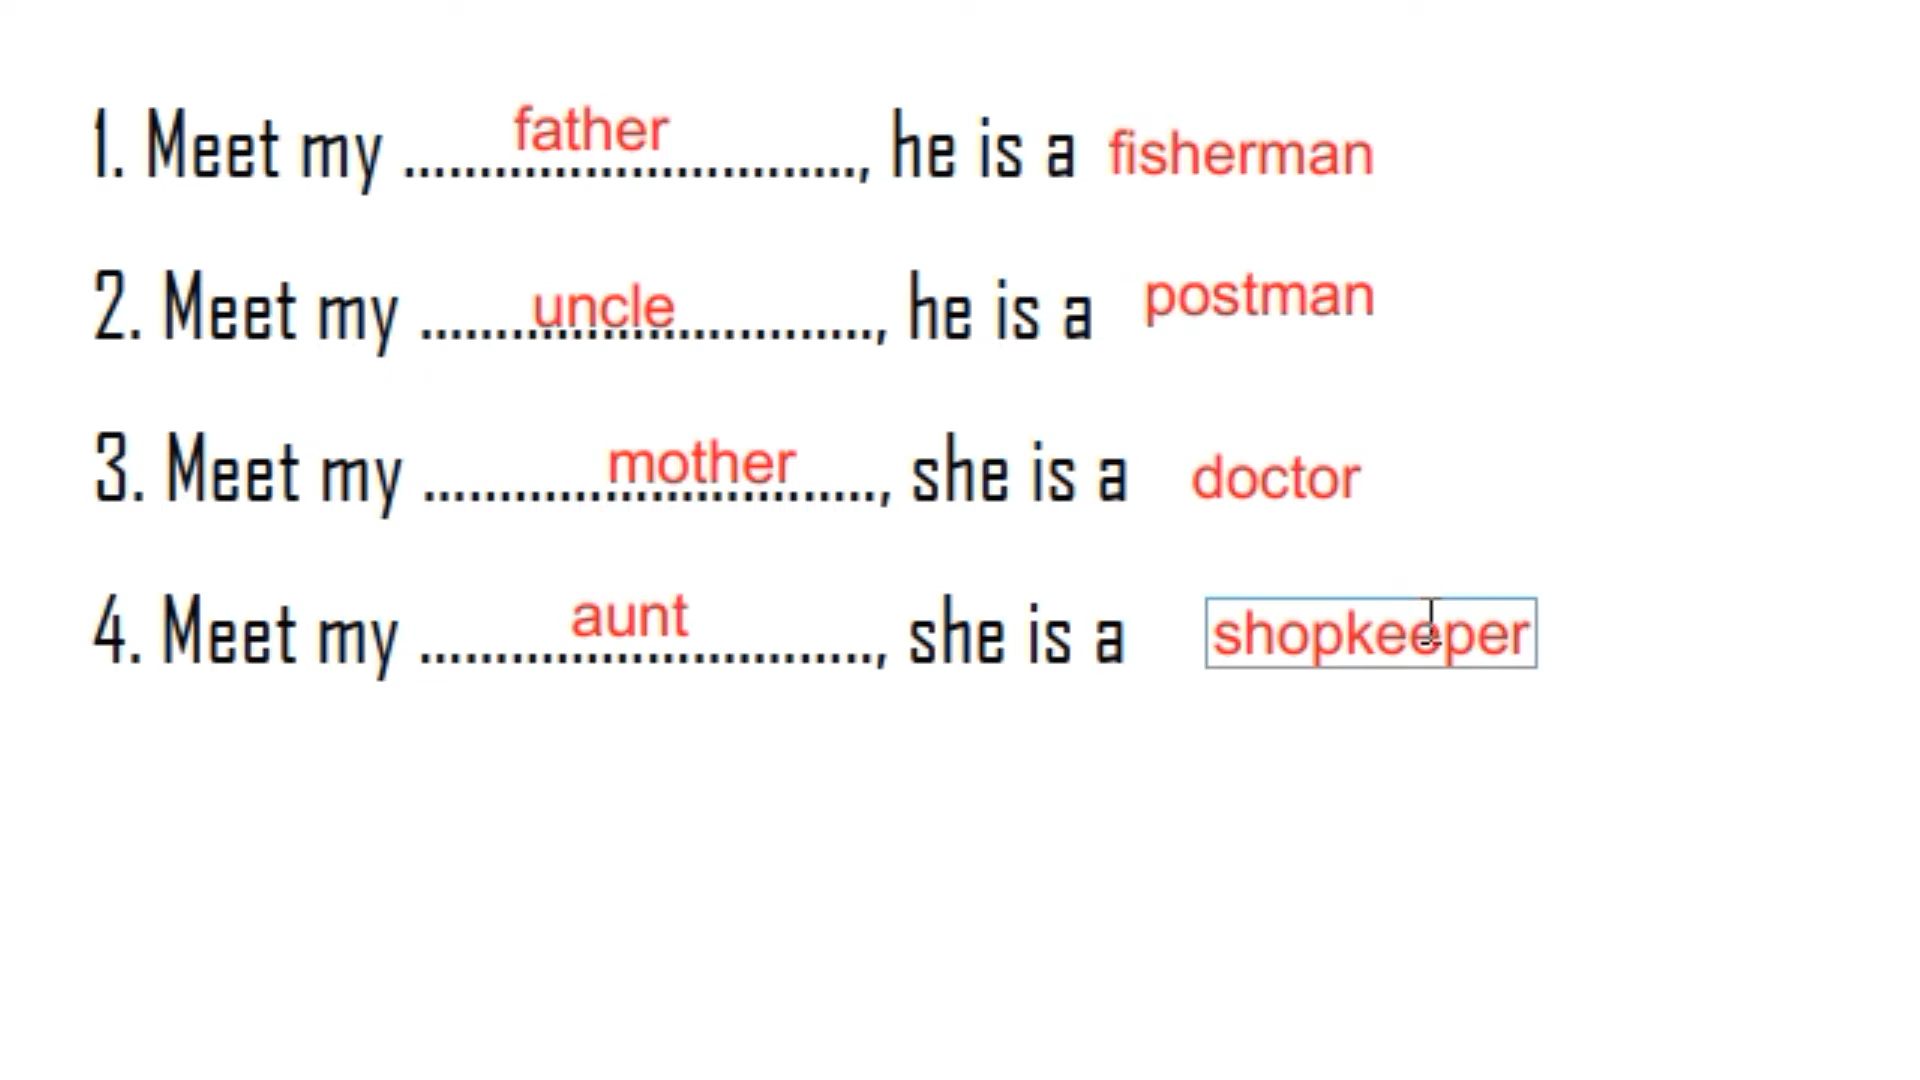 1. Meet my father .............................., he is a fisherman
2. Meet my uncle .............................., he is a postman
3. Meet my mother .............................., she is a doctor
4. Meet my aunt .............................., she is a shopkeeper